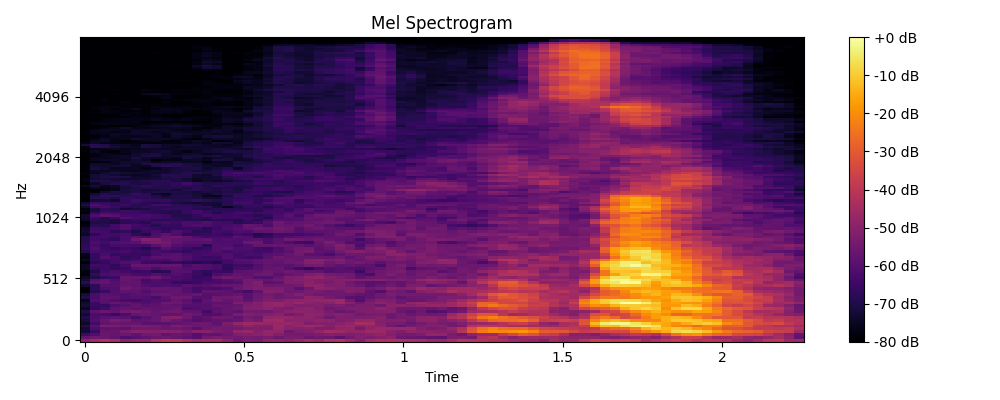 Mel Spectrogram
+0 dB
-10 dB
-20 dB
-30 dB
-40 dB
-50 dB
-60 dB
-70 dB
-80 dB
Hz
4096
2048
1024
512
0
0 0.5 1 1.5 2
Time